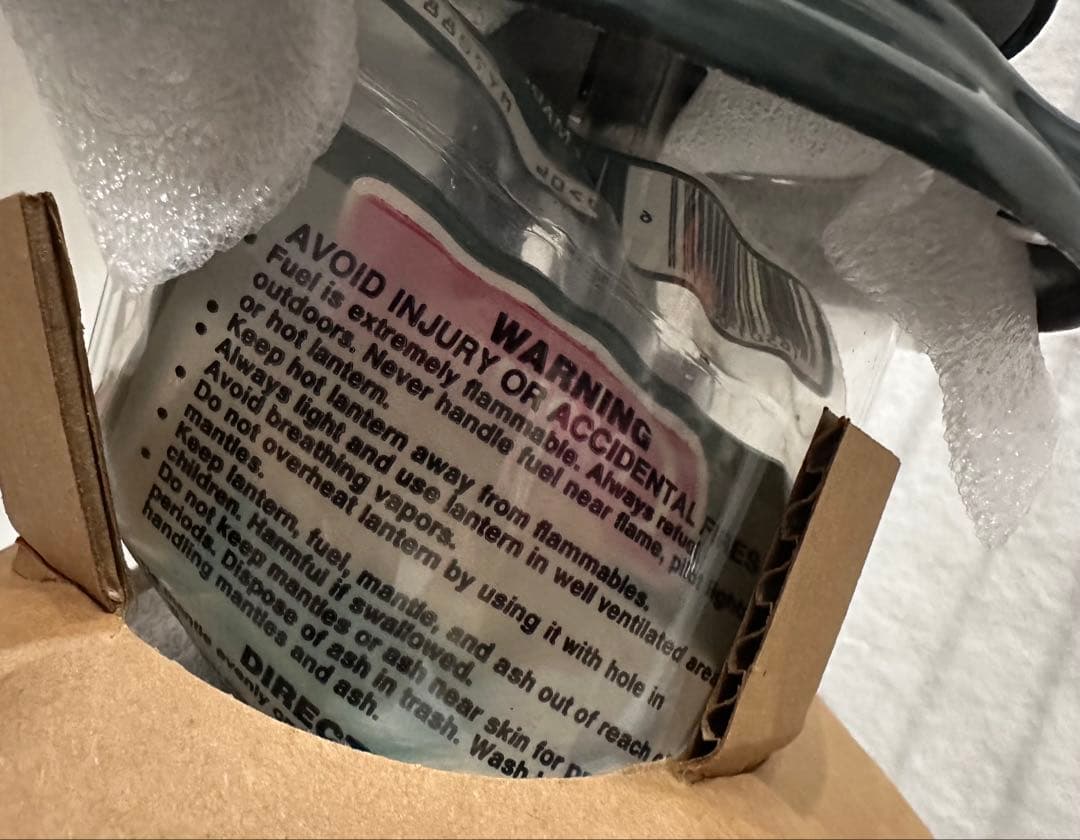 WARNING
AVOID INJURY OR ACCIDENTAL
• Fuel is extremely flammable. Always refuel
outdoors. Never handle fuel near flame, pilot light
or hot lantern.
• Keep hot lantern away from flammables.
• Always light and use lantern in well ventilated area.
Avoid breathing vapors.
• Do not overheat lantern by using it with hole in
mantles.
• Keep lantern, fuel, mantle, and ash out of reach
children. Harmful if swallowed.
• Do not keep mantles or ash near skin for
periods. Dispose of ash in trash. Wash
handling mantles and ash.